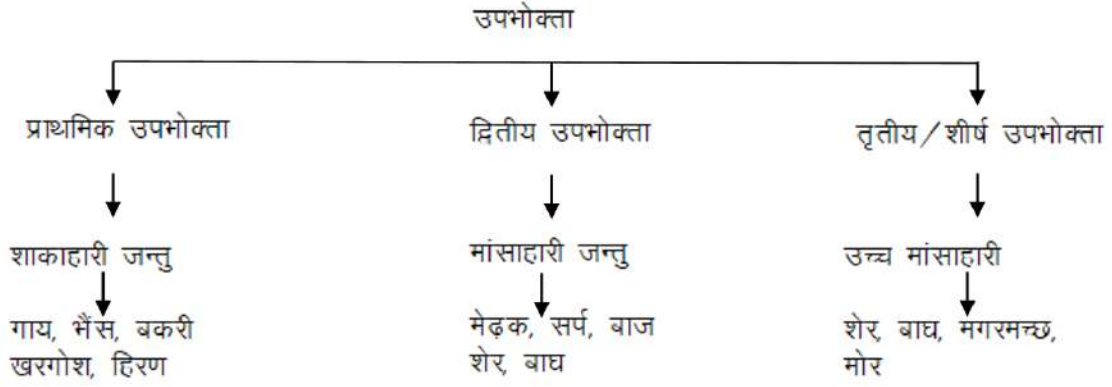 उपभोक्ता
प्राथमिक उपभोक्ता
द्वितीय उपभोक्ता
तृतीय/शीर्ष उपभोक्ता
शाकाहारी जन्तु
मांसाहारी जन्तु
उच्च मांसाहारी
गाय, भैंस, बकरी
खरगोश, हिरण
मेढ़क, सर्प, बाज
शेर, बाघ
शेर, बाघ, मगरमच्छ,
मोर